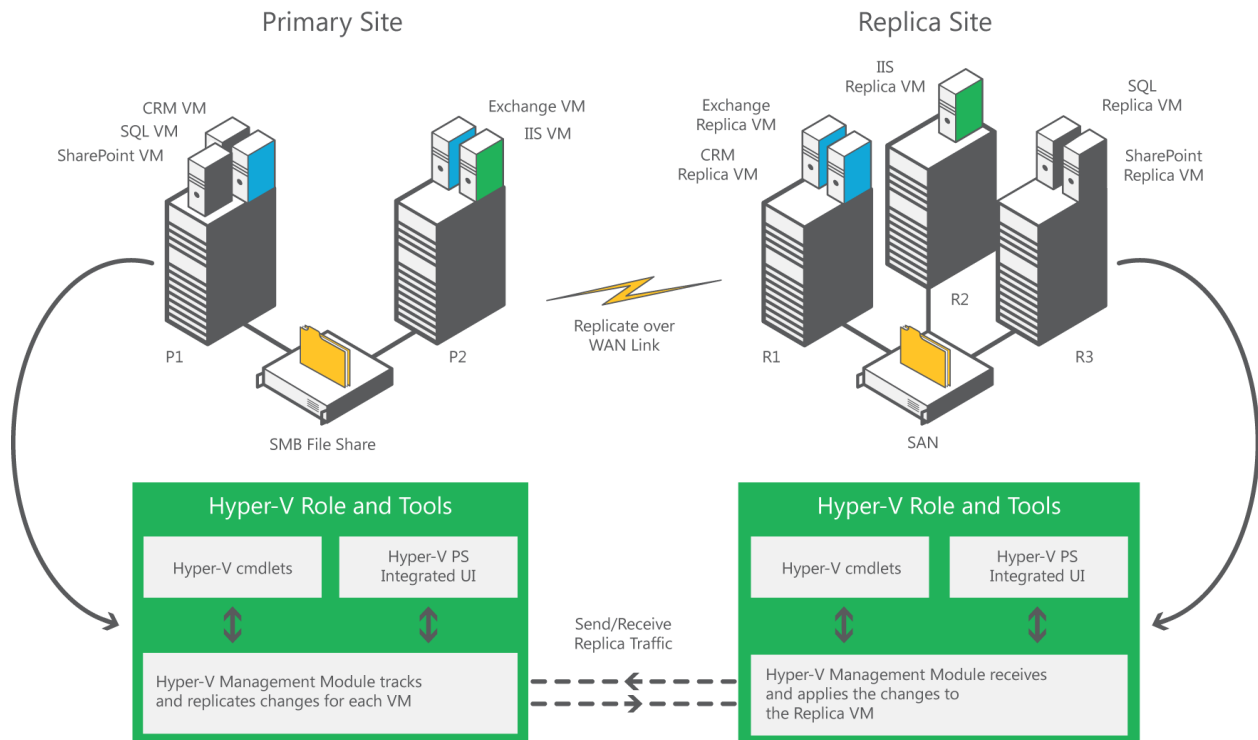 Primary Site
Replica Site
CRM VM
SQL VM
SharePoint VM
Exchange VM
IIS VM
IIS
Replica VM
Exchange
Replica VM
CRM
Replica VM
SQL
Replica VM
SharePoint
Replica VM
P1
P2
Replicate over
WAN Link
R1
R2
R3
SMB File Share
SAN
Hyper-V Role and Tools
Hyper-V cmdlets
Hyper-V PS
Integrated UI
Hyper-V Management Module tracks
and replicates changes for each VM
Send/Receive
Replica Traffic
Hyper-V Role and Tools
Hyper-V cmdlets
Hyper-V PS
Integrated UI
Hyper-V Management Module receives
and applies the changes to
the Replica VM